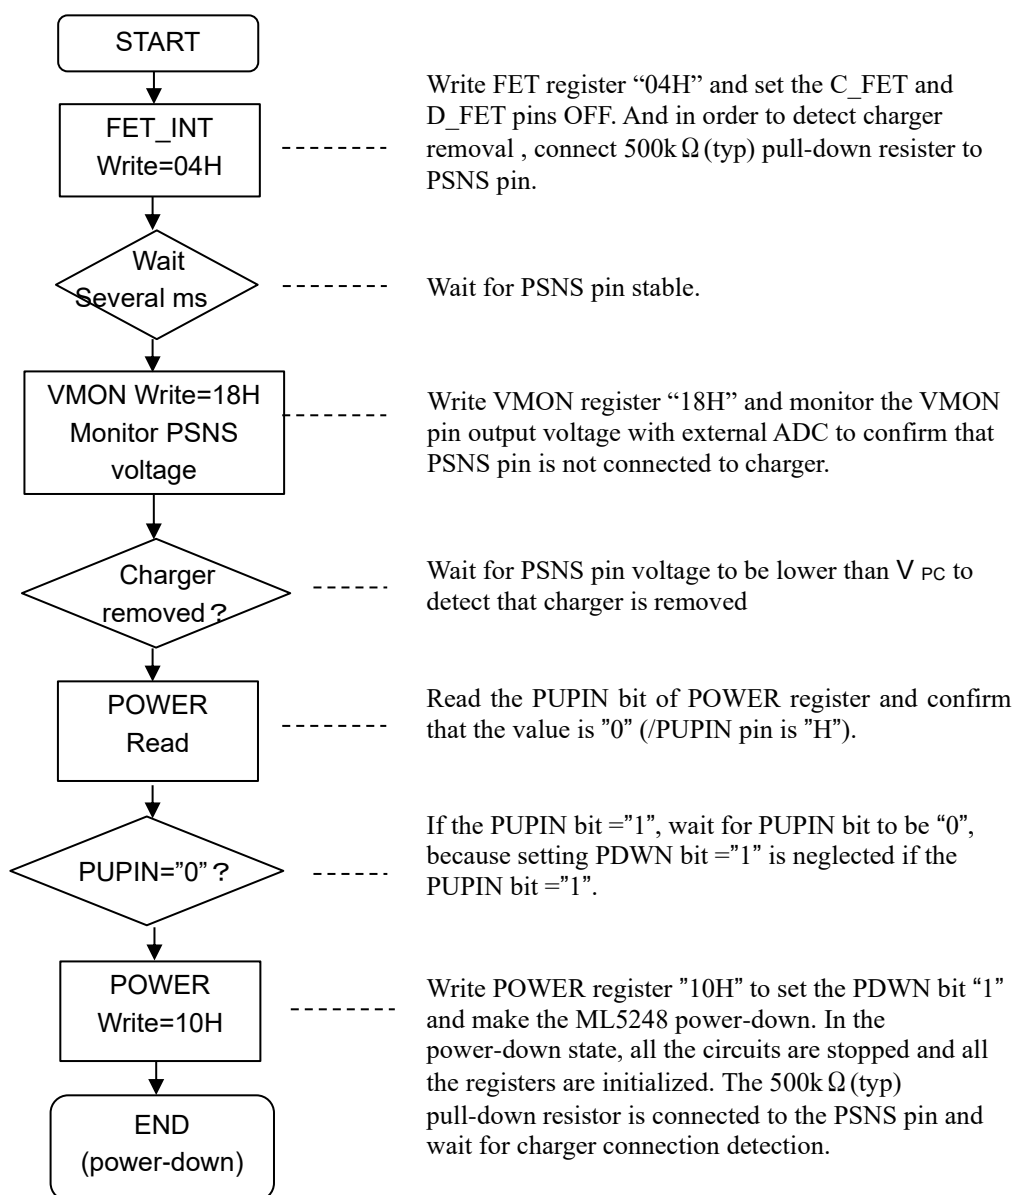 START
FET_INT
Write=04H
Write FET register “04H” and set the C_FET and
D_FET pins OFF. And in order to detect charger
removal , connect 500kΩ(typ) pull-down resister to
PSNS pin.
Wait
Several ms
Wait for PSNS pin stable.
VMON Write=18H
Monitor PSNS
voltage
Write VMON register “18H” and monitor the VMON
pin output voltage with external ADC to confirm that
PSNS pin is not connected to charger.
Charger
removed？
Wait for PSNS pin voltage to be lower than V PC to
detect that charger is removed
POWER
Read
Read the PUPIN bit of POWER register and confirm
that the value is ”0” (/PUPIN pin is ”H”).
PUPIN=”0”？
If the PUPIN bit =”1”, wait for PUPIN bit to be “0”,
because setting PDWN bit =”1” is neglected if the
PUPIN bit =”1”.
POWER
Write=10H
Write POWER register ”10H” to set the PDWN bit “1”
and make the ML5248 power-down. In the
power-down state, all the circuits are stopped and all
the registers are initialized. The 500kΩ(typ)
pull-down resistor is connected to the PSNS pin and
wait for charger connection detection.
END
(power-down)